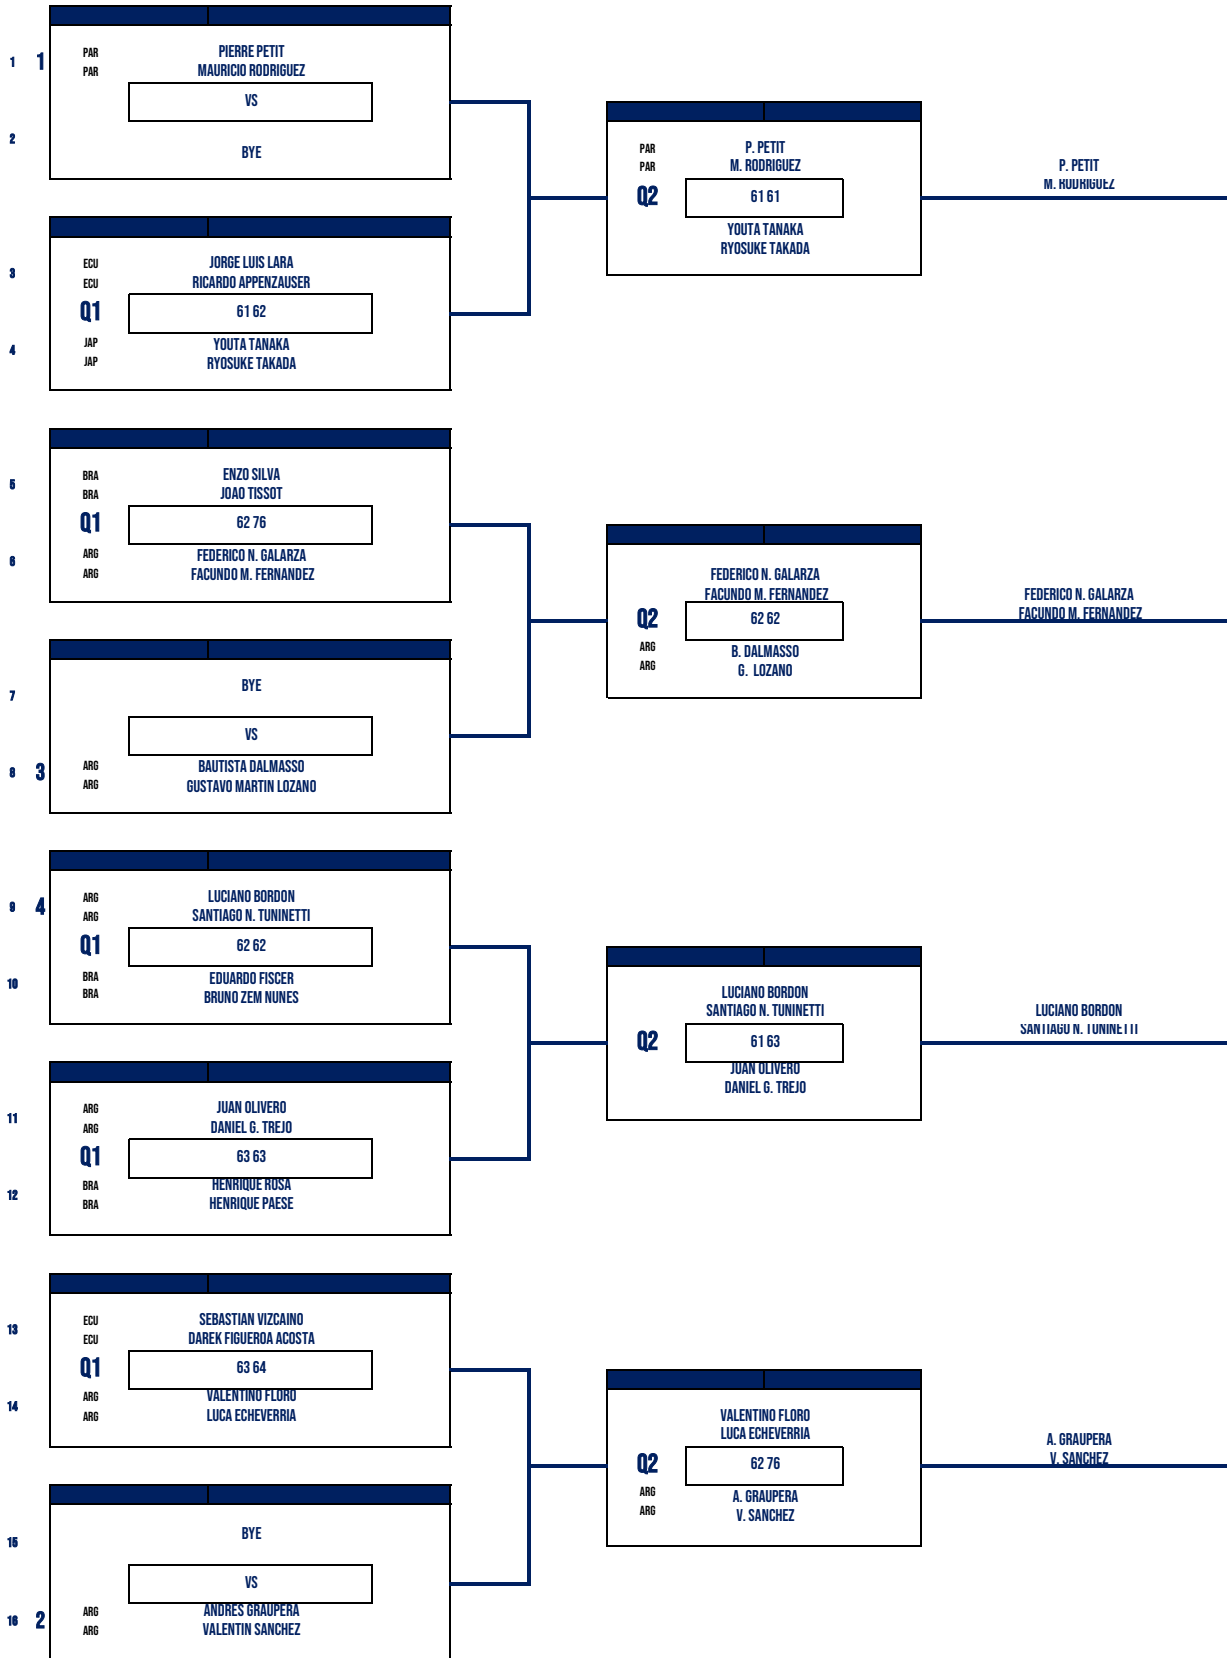 PAR
PIERRE PETIT
1
1
PAR
MAURICIO RODRIGUEZ
VS
2
BYE
ECU
JORGE LUIS LARA
3
ECU
RICARDO APPENZAUSER
Q1
61 62
4
JAP
YOUTA TANAKA
JAP
RYOSUKE TAKADA
BRA
ENZO SILVA
5
BRA
JOAO TISSOT
Q1
62 76
6
ARG
FEDERICO N. GALARZA
ARG
FACUNDO M. FERNANDEZ
7
BYE
VS
8
3
ARG
BAUTISTA DALMASSO
ARG
GUSTAVO MARTIN LOZANO
9
4
ARG
LUCIANO BORDON
ARG
SANTIAGO N. TUNINETTI
Q1
62 62
10
BRA
EDUARDO FISCER
BRA
BRUNO ZEM NUNES
11
ARG
JUAN OLIVERO
ARG
DANIEL G. TREJO
Q1
63 63
12
BRA
HENRIQUE ROSA
BRA
HENRIQUE PAESE
13
ECU
SEBASTIAN VIZCAINO
ECU
DAREK FIGUEROA ACOSTA
Q1
63 64
14
ARG
VALENTINO FLORO
ARG
LUCA ECHEVERRIA
15
BYE
VS
16
2
ARG
ANDRES GRAUPERA
ARG
VALENTIN SANCHEZ
PAR
P. PETIT
PAR
M. RODRIGUEZ
Q2
61 61
YOUTA TANAKA
RYOSUKE TAKADA
FEDERICO N. GALARZA
FACUNDO M. FERNANDEZ
Q2
62 62
ARG
B. DALMASSO
ARG
G. LOZANO
LUCIANO BORDON
SANTIAGO N. TUNINETTI
Q2
61 63
JUAN OLIVERO
DANIEL G. TREJO
VALENTINO FLORO
LUCA ECHEVERRIA
Q2
62 76
ARG
A. GRAUPERA
ARG
V. SANCHEZ
P. PETIT
M. RODRIGUEZ
FEDERICO N. GALARZA
FACUNDO M. FERNANDEZ
LUCIANO BORDON
SANTIAGO N. TUNINETTI
A. GRAUPERA
V. SANCHEZ